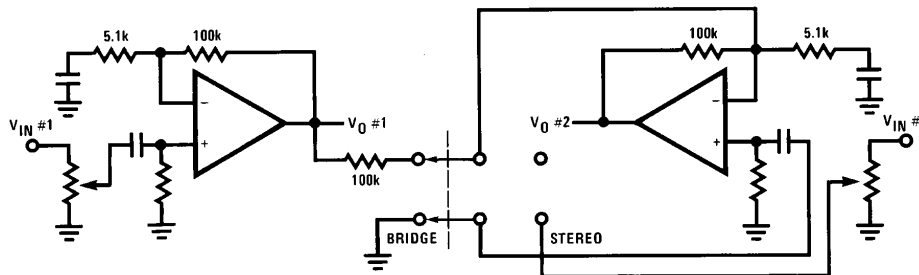 5.1k
100k
100k
5.1k
V_IN #1
−
+
V_O #1
V_O #2
−
+
V_IN #
100k
BRIDGE
STEREO